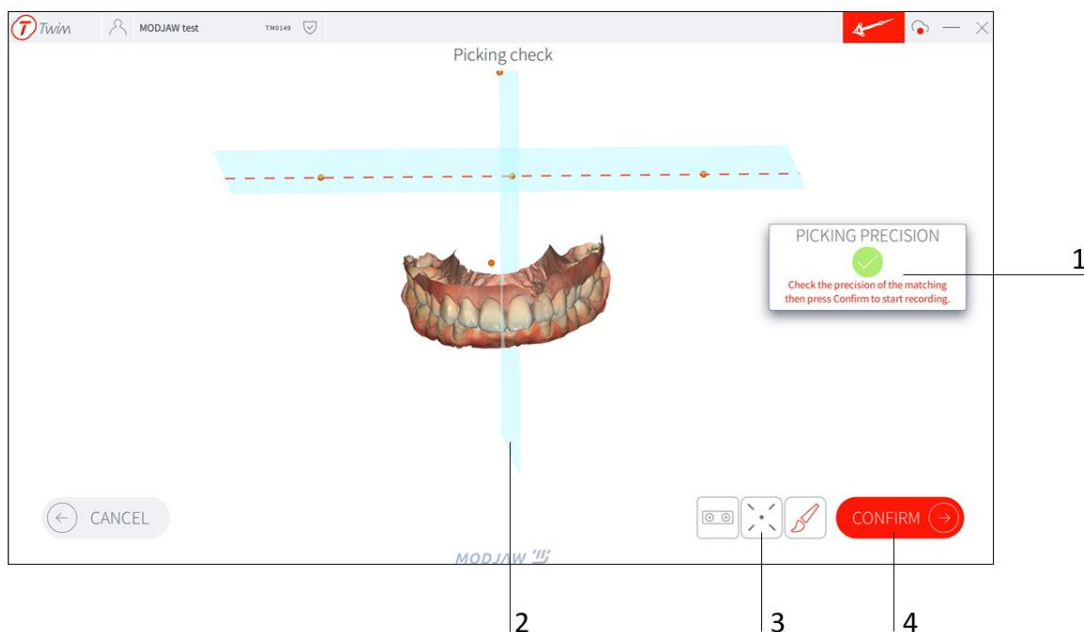 Twim
MODJAW test
TM0149
Picking check
PICKING PRECISION
Check the precision of the matching
then press Confirm to start recording.
1
CANCEL
CONFIRM
MODJAW
2
3
4